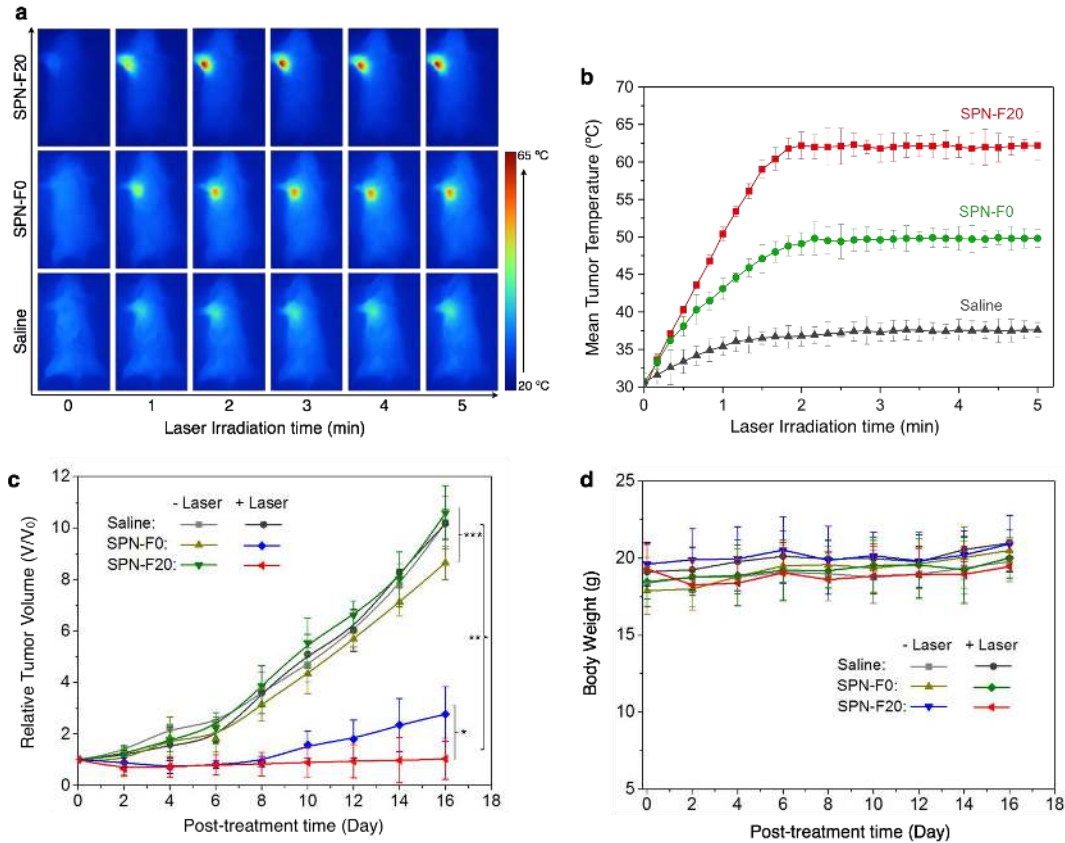 a
SPN-F20
SPN-F0
Saline
65 ºC
20 ºC
0 1 2 3 4 5
Laser Irradiation time (min)
b
70
65
60
55
50
45
40
35
30
Mean Tumor Temperature (ºC)
SPN-F20
SPN-F0
Saline
0 1 2 3 4 5
Laser Irradiation time (min)
c
12
10
8
6
4
2
0
Relative Tumor Volume (V/V₀)
- Laser + Laser
Saline:
SPN-F0:
SPN-F20:
***
**
*
0 2 4 6 8 10 12 14 16 18
Post-treatment time (Day)
d
25
20
15
10
5
Body Weight (g)
- Laser + Laser
Saline:
SPN-F0:
SPN-F20:
0 2 4 6 8 10 12 14 16 18
Post-treatment time (Day)